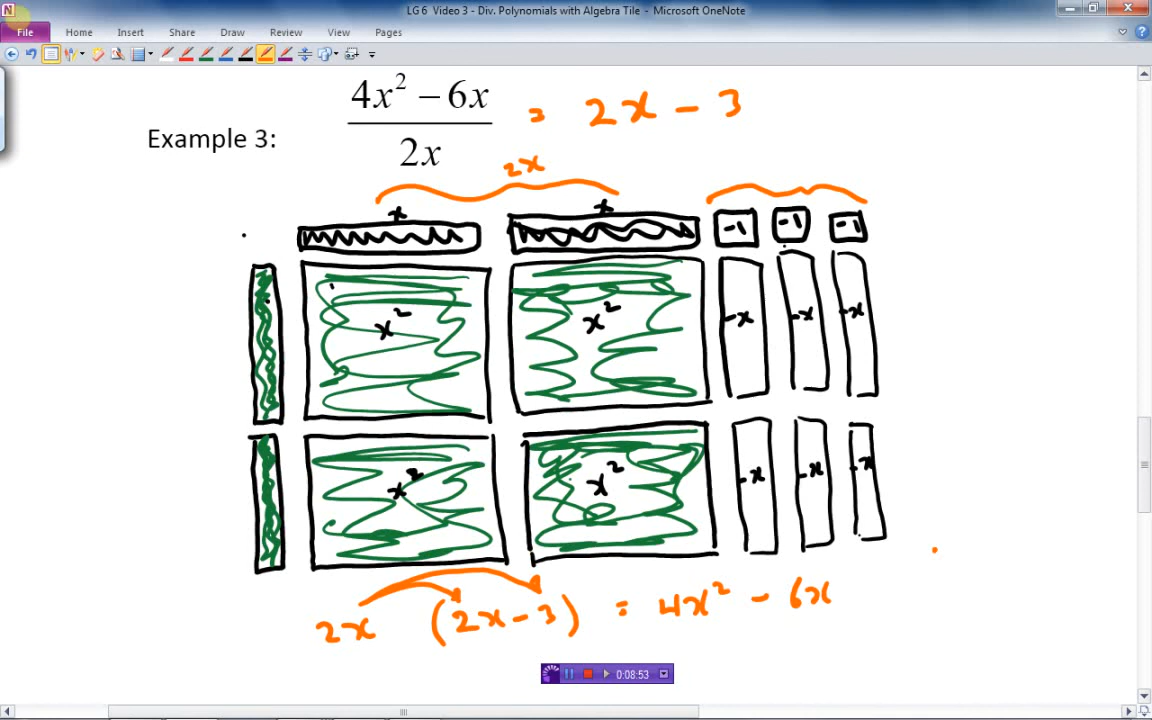 LG 6 Video 3 - Div. Polynomials with Algebra Tile - Microsoft OneNote
File Home Insert Share Draw Review View Pages
Example 3: (4x² − 6x)/(2x) = 2x − 3
2x
x x -1 -1 -1
x² x² -x -x -x
x² x² -x -x -x
2x (2x − 3) = 4x² − 6x
0:08:53